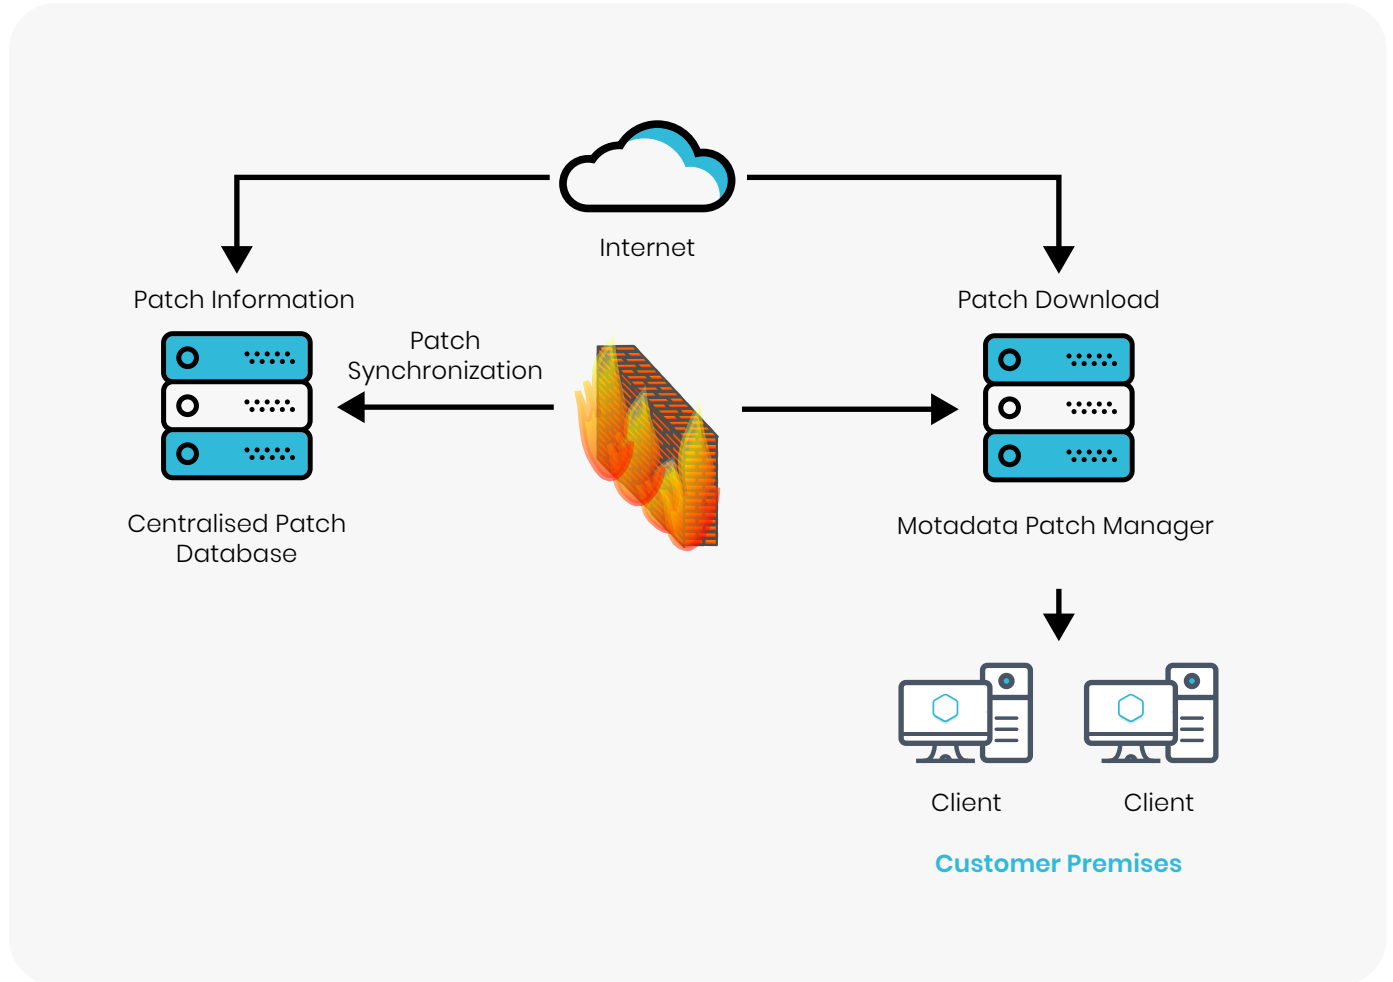 Internet
Patch Information
Patch Download
Patch
Synchronization
Centralised Patch
Database
Motadata Patch Manager
Client
Client
Customer Premises